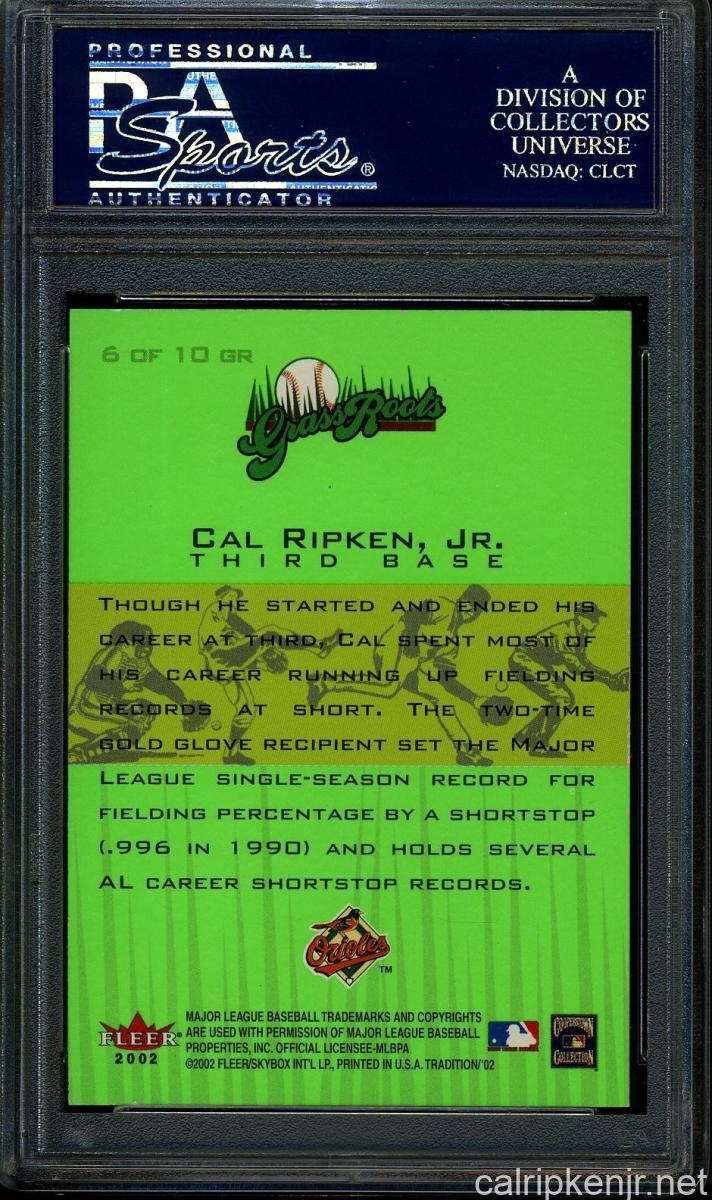 PROFESSIONAL
PSA
Sports®
AUTHENTICATOR
A
DIVISION OF
COLLECTORS
UNIVERSE
NASDAQ: CLCT
6 OF 10 GR
GrassRoots
CAL RIPKEN, JR.
THIRD BASE
THOUGH HE STARTED AND ENDED HIS
CAREER AT THIRD, CAL SPENT MOST OF
HIS CAREER RUNNING UP FIELDING
RECORDS AT SHORT. THE TWO-TIME
GOLD GLOVE RECIPIENT SET THE MAJOR
LEAGUE SINGLE-SEASON RECORD FOR
FIELDING PERCENTAGE BY A SHORTSTOP
(.996 IN 1990) AND HOLDS SEVERAL
AL CAREER SHORTSTOP RECORDS.
Orioles
TM
FLEER®
2002
MAJOR LEAGUE BASEBALL TRADEMARKS AND COPYRIGHTS
ARE USED WITH PERMISSION OF MAJOR LEAGUE BASEBALL
PROPERTIES, INC. OFFICIAL LICENSEE-MLBPA
©2002 FLEER/SKYBOX INT'L LP., PRINTED IN U.S.A. TRADITION/'02
COOPERSTOWN
COLLECTION
calripkenjr.net